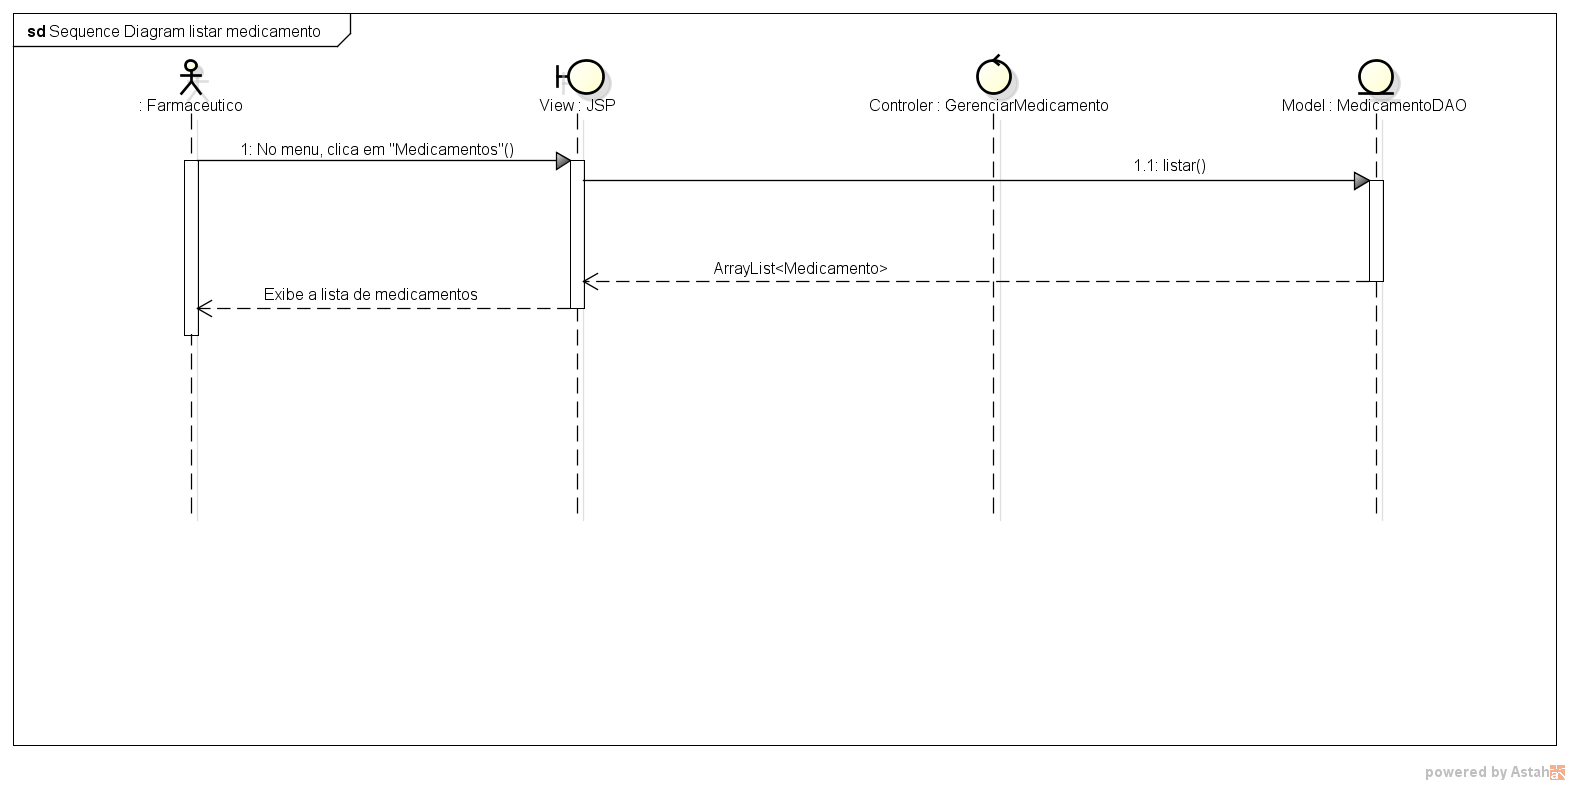 sd Sequence Diagram listar medicamento
: Farmacêutico
View : JSP
Controler : GerenciarMedicamento
Model : MedicamentoDAO
1: No menu, clica em "Medicamentos"()
1.1: listar()
ArrayList<Medicamento>
Exibe a lista de medicamentos
powered by Astah